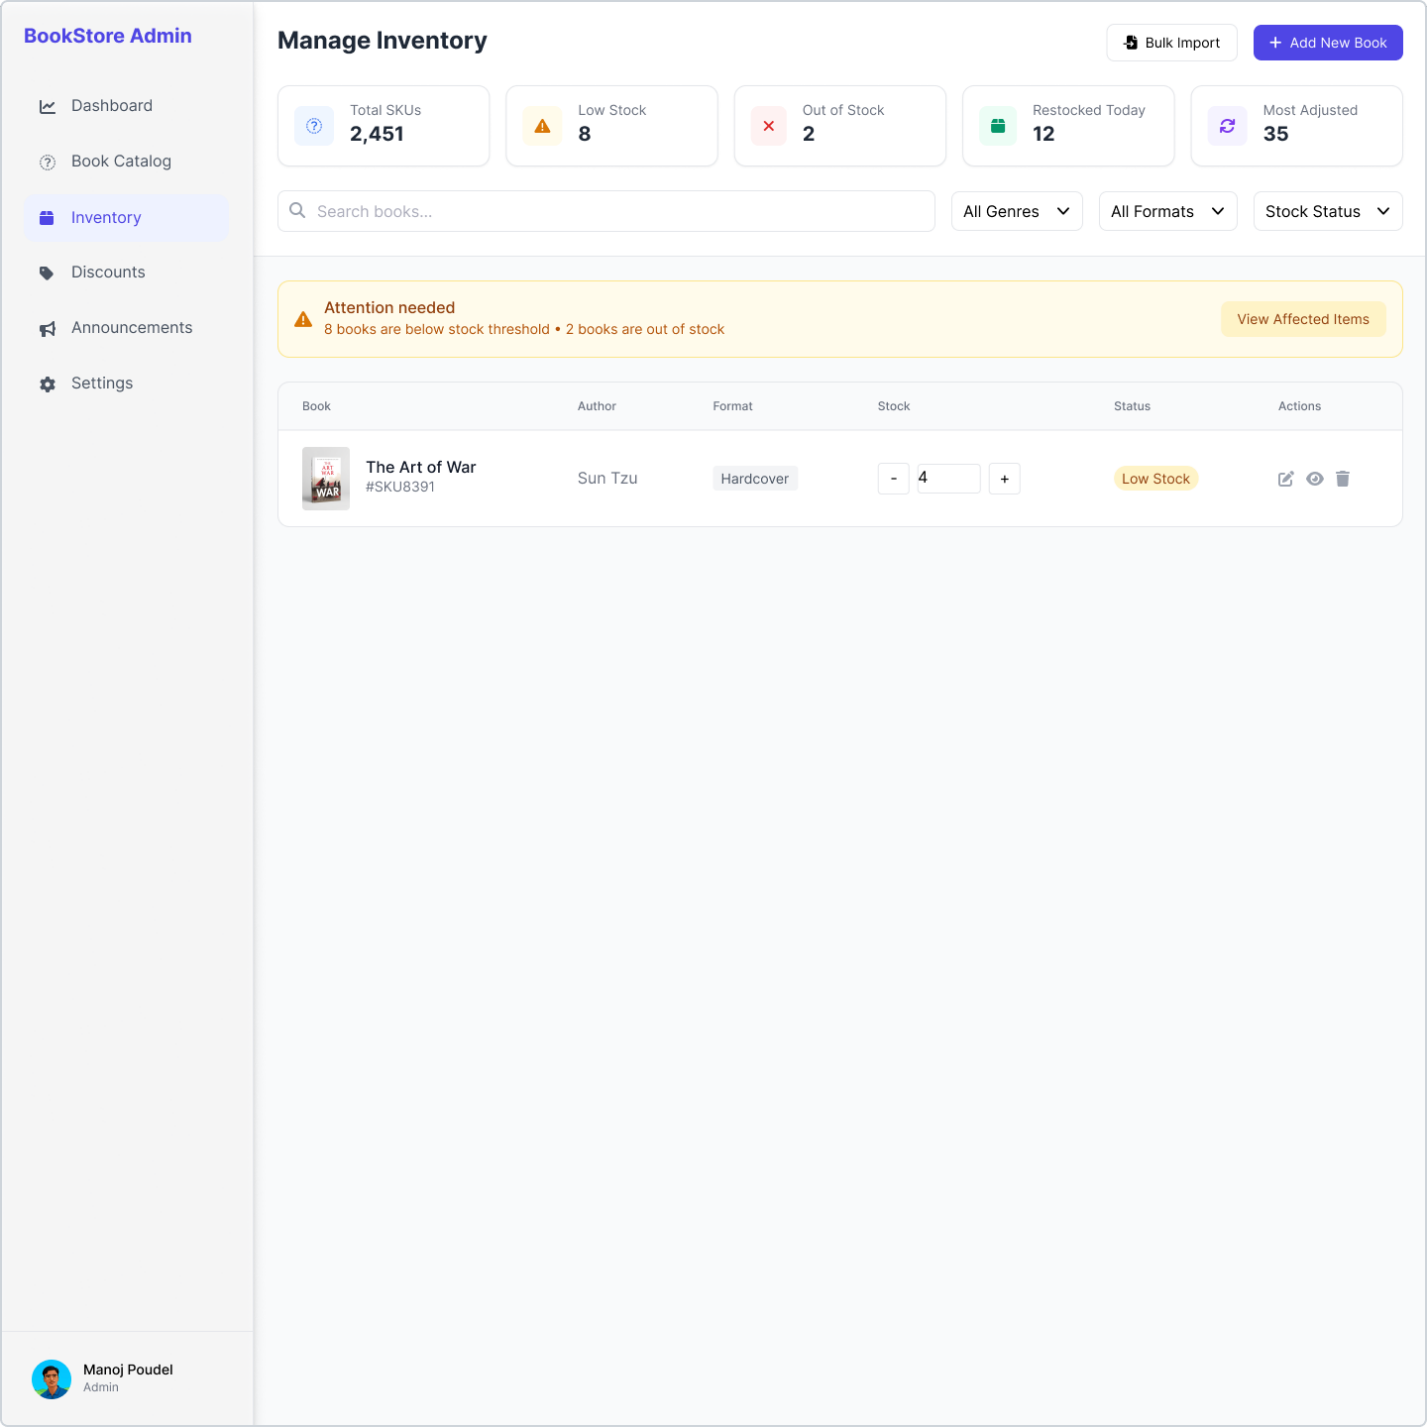 BookStore Admin
Dashboard
Book Catalog
Inventory
Discounts
Announcements
Settings
Manoj Poudel
Admin
Manage Inventory
Bulk Import
+ Add New Book
Total SKUs
2,451
Low Stock
8
Out of Stock
2
Restocked Today
12
Most Adjusted
35
Search books...
All Genres
All Formats
Stock Status
Attention needed
8 books are below stock threshold • 2 books are out of stock
View Affected Items
Book Author Format Stock Status Actions
THE
ART
WAR
WAR
The Art of War
#SKU8391
Sun Tzu
Hardcover
- 4 +
Low Stock